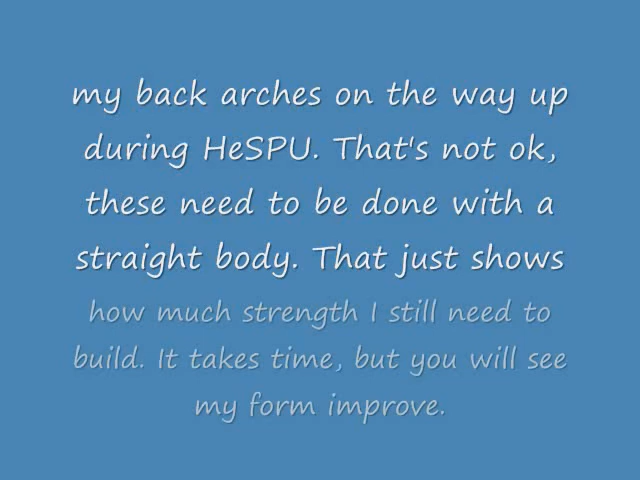 my back arches on the way up
during HeSPU. That's not ok,
these need to be done with a
straight body. That just shows
how much strength I still need to
build. It takes time, but you will see
my form improve.